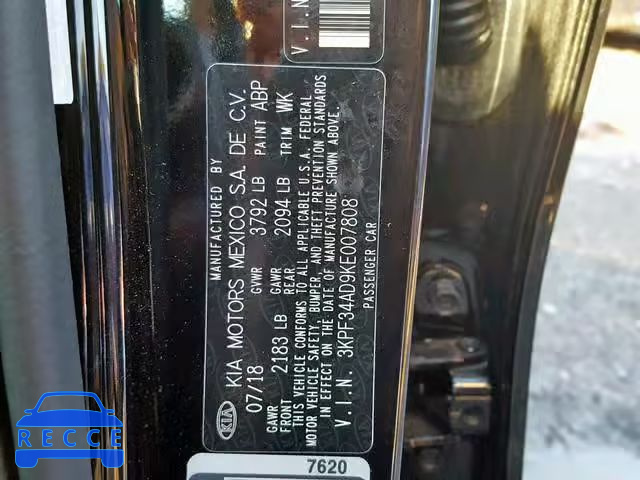 V.I.N
MANUFACTURED BY
KIA MOTORS MEXICO S.A. DE C.V.
07/18 GVWR 3792 LB PAINT ABP
GAWR FRONT 2183 LB GAWR REAR 2094 LB TRIM WK
THIS VEHICLE CONFORMS TO ALL APPLICABLE U.S.A. FEDERAL
MOTOR VEHICLE SAFETY, BUMPER, AND THEFT PREVENTION STANDARDS
IN EFFECT ON THE DATE OF MANUFACTURE SHOWN ABOVE.
V.I.N. 3KPF34AD9KE007808
PASSENGER CAR
KIA
7620
RECCE